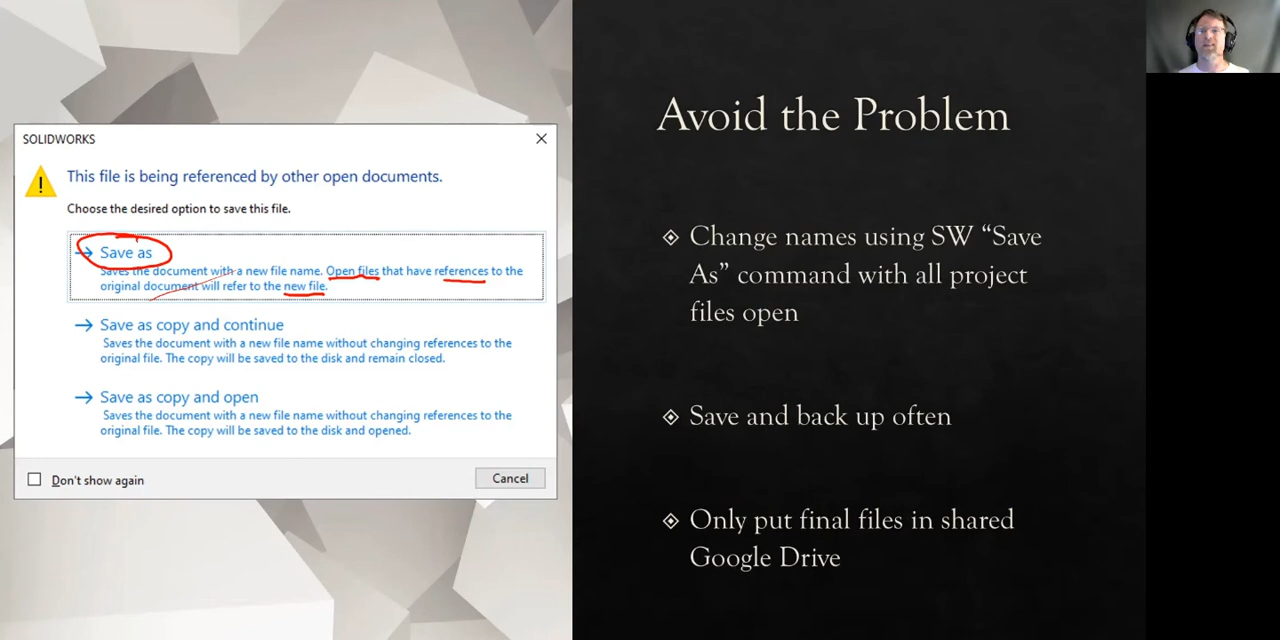 SOLIDWORKS
This file is being referenced by other open documents.
Choose the desired option to save this file.
Save as
Saves the document with a new file name. Open files that have references to the
original document will refer to the new file.
Save as copy and continue
Saves the document with a new file name without changing references to the
original file. The copy will be saved to the disk and remain closed.
Save as copy and open
Saves the document with a new file name without changing references to the
original file. The copy will be saved to the disk and opened.
Don't show again
Cancel
Avoid the Problem
Change names using SW “Save
As” command with all project
files open
Save and back up often
Only put final files in shared
Google Drive